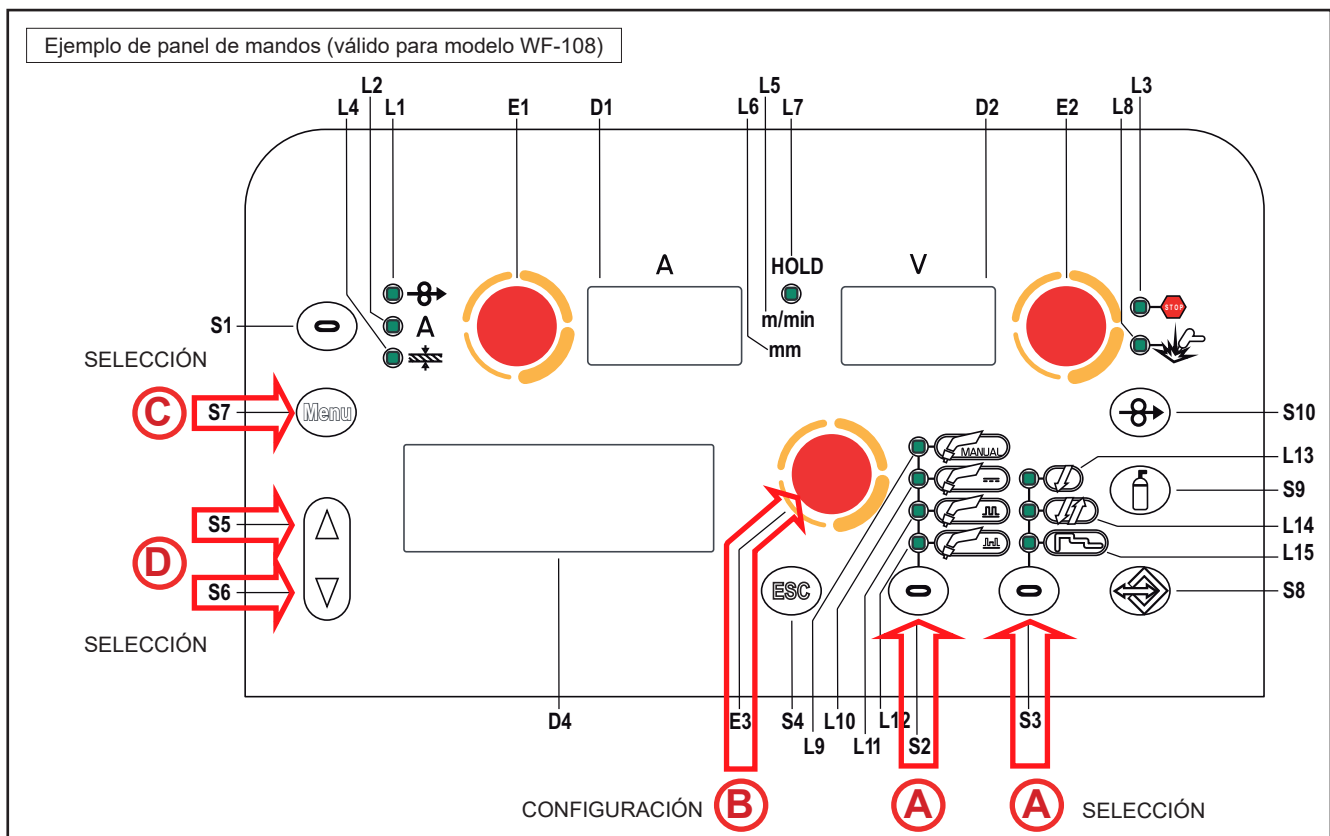 Ejemplo de panel de mandos (válido para modelo WF-108)
L2 L5 L3
L4 L1 E1 D1 L6 L7 D2 E2 L8
A HOLD V
S1 A m/min STOP
mm
SELECCIÓN
C S7 Menu S10
MANUAL L13
S5 S9
L14
D L15
S6 ESC S8
SELECCIÓN
D4 E3 S4 L10 L12 S3
L9 L11 S2
CONFIGURACIÓN B A A SELECCIÓN